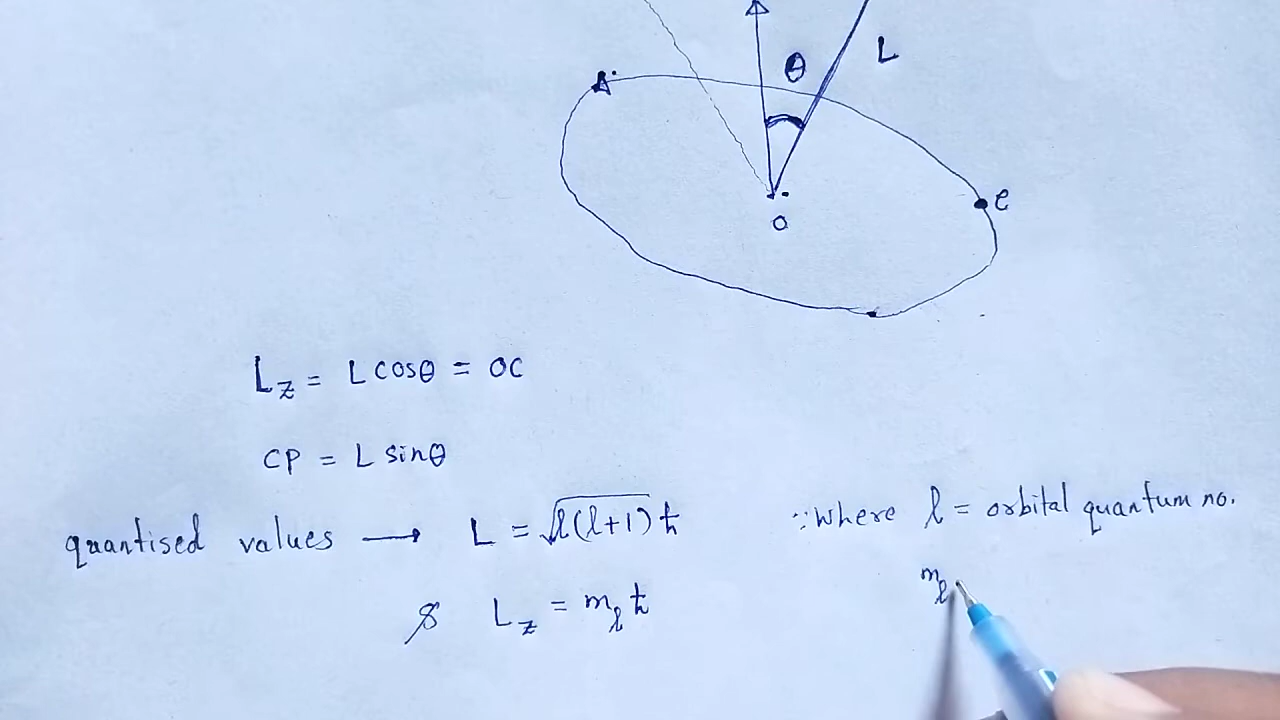 θ L
A
e
O
L_z = L cosθ = OC
CP = L sinθ
quantised values → L = √l(l+1) ħ ∵ Where l = orbital quantum no.
& L_z = m_l ħ m_l